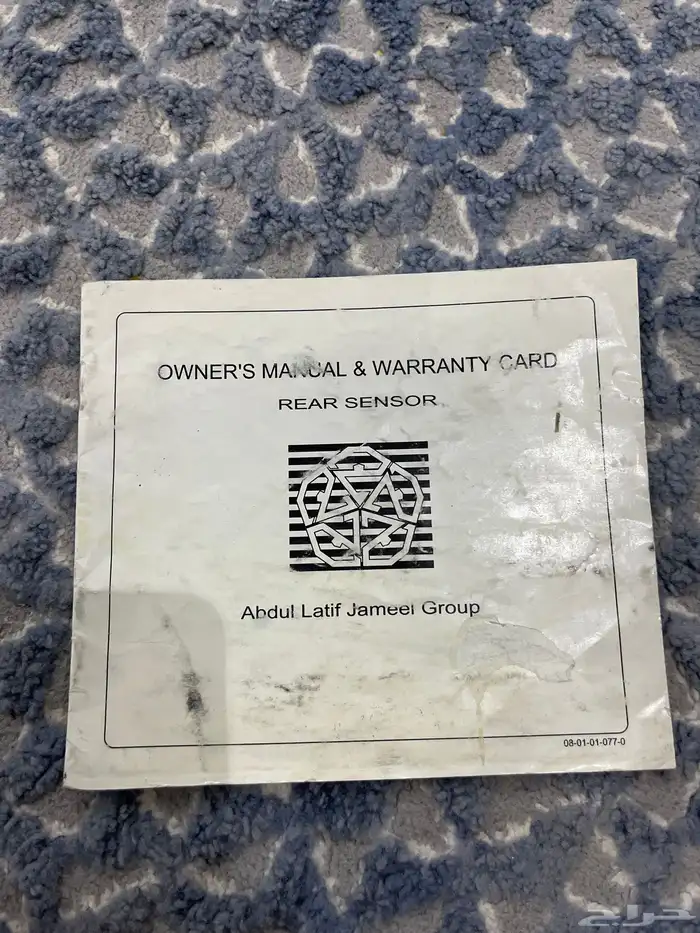 OWNER'S MANUAL & WARRANTY CARD
REAR SENSOR
Abdul Latif Jameel Group
08-01-01-077-0
حراج